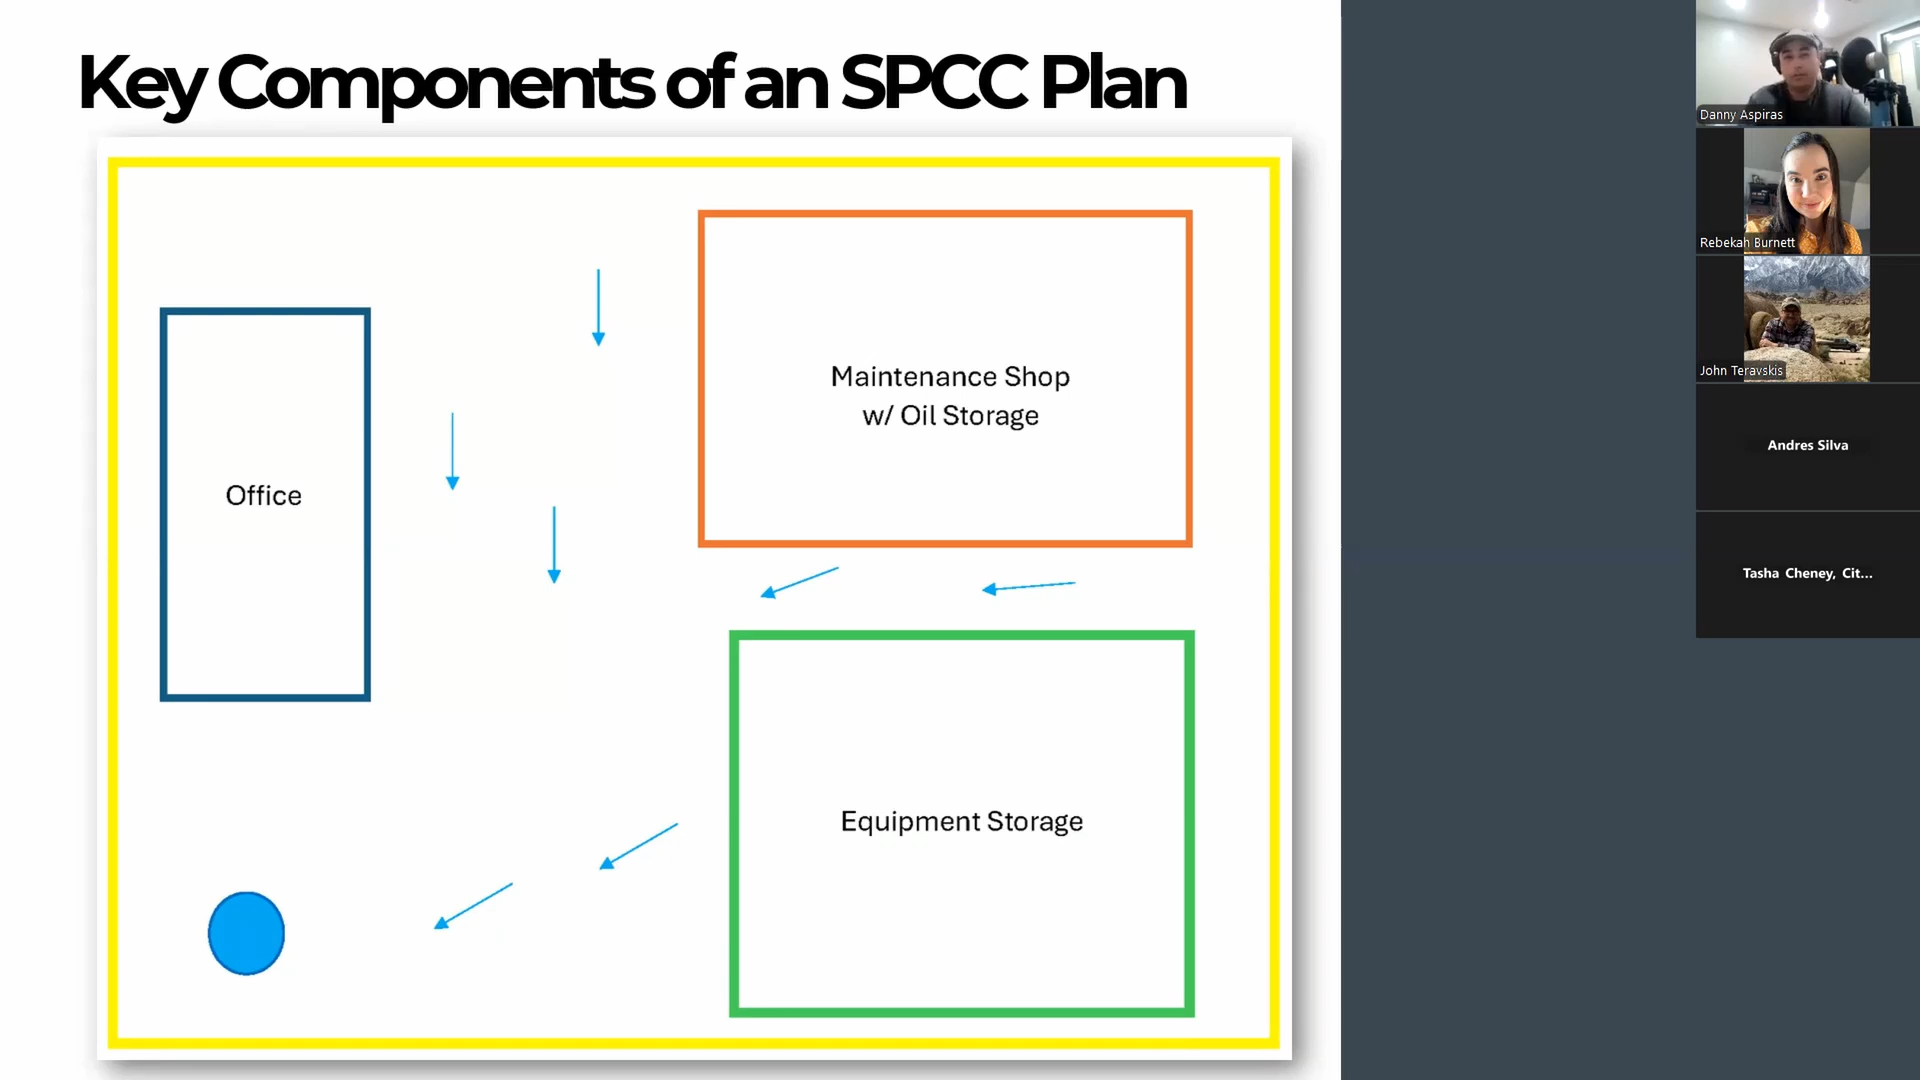 Key Components of an SPCC Plan
Office
Maintenance Shop
w/ Oil Storage
Equipment Storage
Danny Aspiras
Rebekah Burnett
John Teravskis
Andres Silva
Tasha Cheney, Cit...